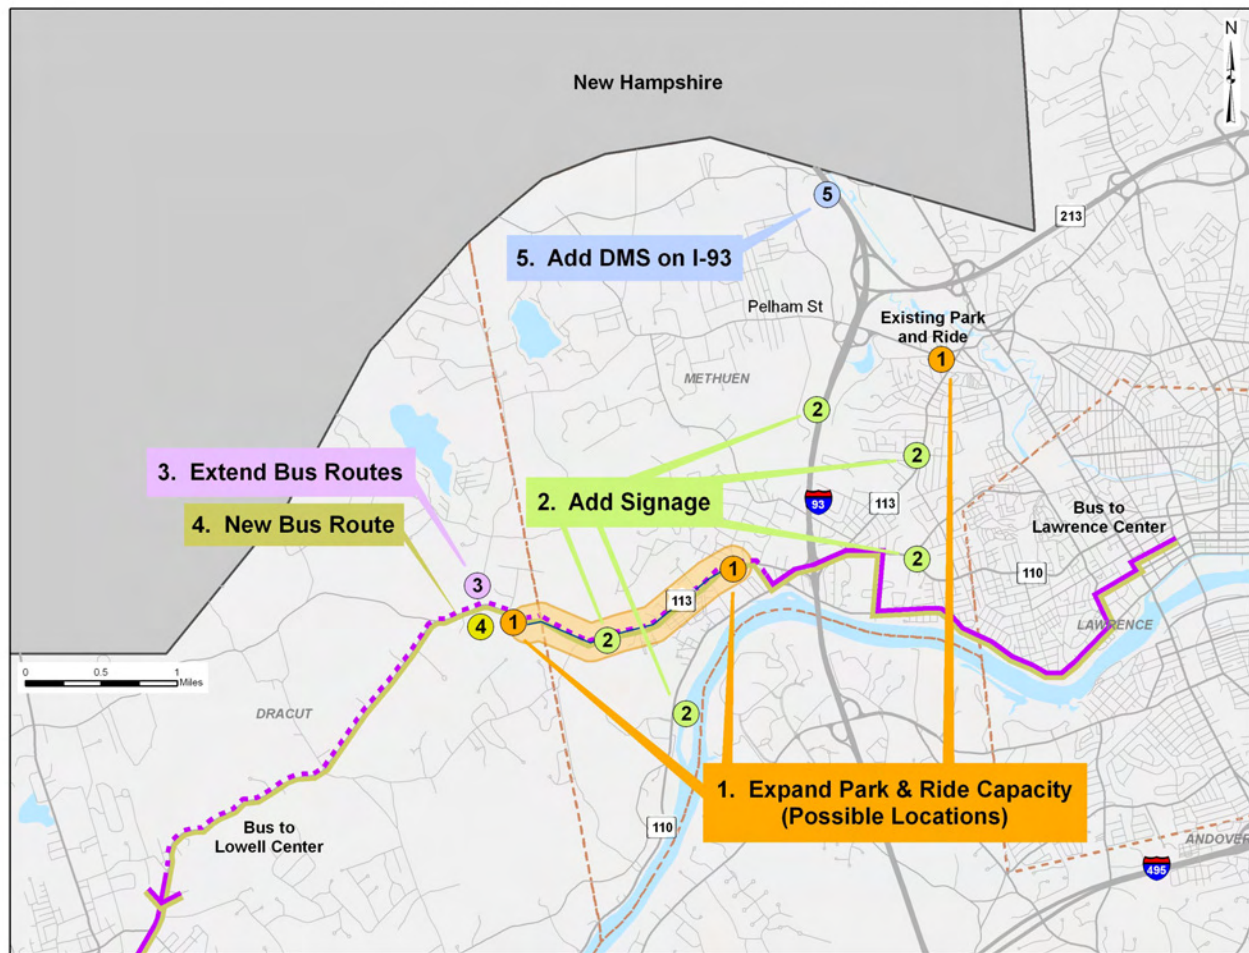 New Hampshire
N
5
213
5. Add DMS on I-93
Pelham St
Existing Park
and Ride
1
METHUEN
2
3. Extend Bus Routes
2
2. Add Signage
4. New Bus Route
93
113
Bus to
Lawrence Center
2
1
110
3
113
1
4
2
LAWRENCE
0 0.5 1
Miles
DRACUT
2
1. Expand Park & Ride Capacity
(Possible Locations)
110
Bus to
Lowell Center
ANDOVER
495